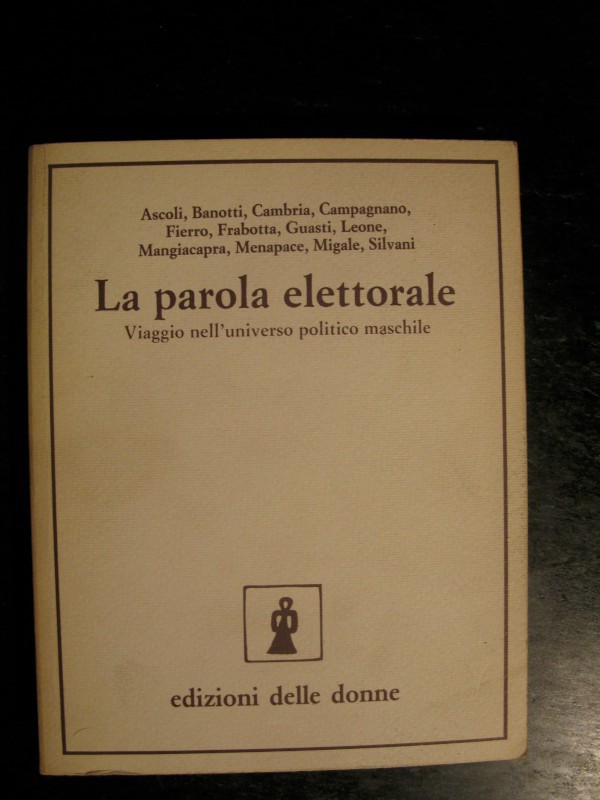 Ascoli, Banotti, Cambria, Campagnano,
Fierro, Frabotta, Guasti, Leone,
Mangiacapra, Menapace, Migale, Silvani
La parola elettorale
Viaggio nell'universo politico maschile
edizioni delle donne